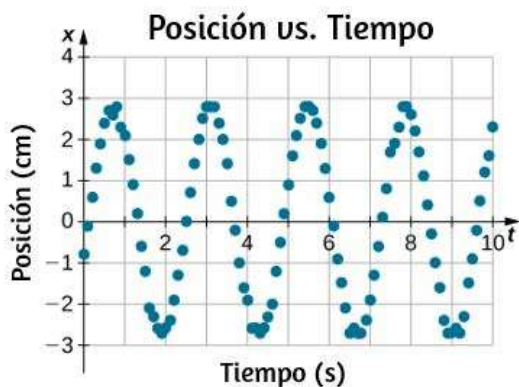 Posición vs. Tiempo
x
4
3
2
1
0
−1
−2
−3
2
4
6
8
10
t
Posición (cm)
Tiempo (s)